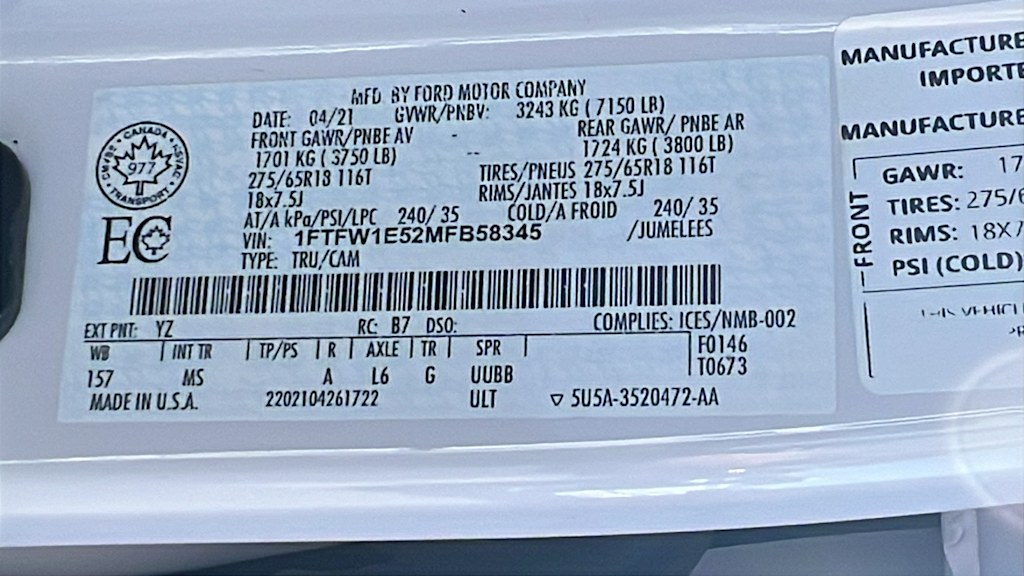 MFD. BY FORD MOTOR COMPANY
DATE: 04/21 GVWR/PNBV: 3243 KG ( 7150 LB)
FRONT GAWR/PNBE AV - REAR GAWR/ PNBE AR
1701 KG ( 3750 LB) -- 1724 KG ( 3800 LB)
275/65R18 116T TIRES/PNEUS 275/65R18 116T
18x7.5J RIMS/JANTES 18x7.5J
AT/A kPa/PSI/LPC 240/ 35 COLD/A FROID 240/ 35
VIN: 1FTFW1E52MFB58345 /JUMELEES
TYPE: TRU/CAM
CANADA
CMVSS NSVAC
977
TRANSPORT
EC
EXT PNT: YZ RC: B7 DSO: COMPLIES: ICES/NMB-002
WB INT TR TP/PS R AXLE TR SPR F0146
157 MS A L6 G UUBB T0673
MADE IN U.S.A. 2202104261722 ULT ▽ 5U5A-3520472-AA
MANUFACTURE
IMPORTE
MANUFACTURE
FRONT
GAWR: 17
TIRES: 275/6
RIMS: 18X7
PSI (COLD)